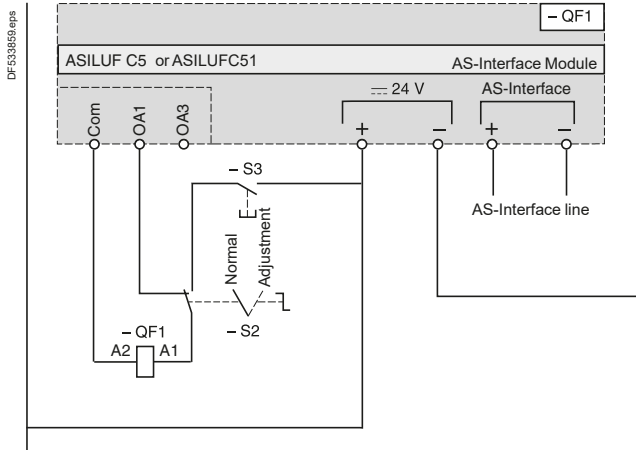 DF533859.eps
– QF1
ASILUF C5 or ASILUFC51
AS-Interface Module
24 V
AS-Interface
Com
OA1
OA3
+
–
+
–
– S3
AS-Interface line
Normal
Adjustment
– S2
– QF1
A2
A1